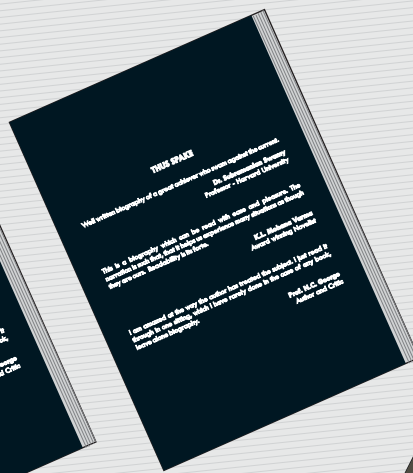 THUS SPAKE
Well written biography of a great achiever who swam against the current.
Dr. Subramanian Swamy
Professor - Harvard University
This is a biography which can be read with ease and pleasure. The
narration is such that, that it helps us experience many situations as though
they are ours. Readability is its forte.
K.L. Mohana Varma
Award winning Novelist
I am amazed at the way the author has treated the subject. I just read it
through in one sitting, which I have rarely done in the case of any book,
leave alone biography.
Prof. M.C. George
Author and Critic